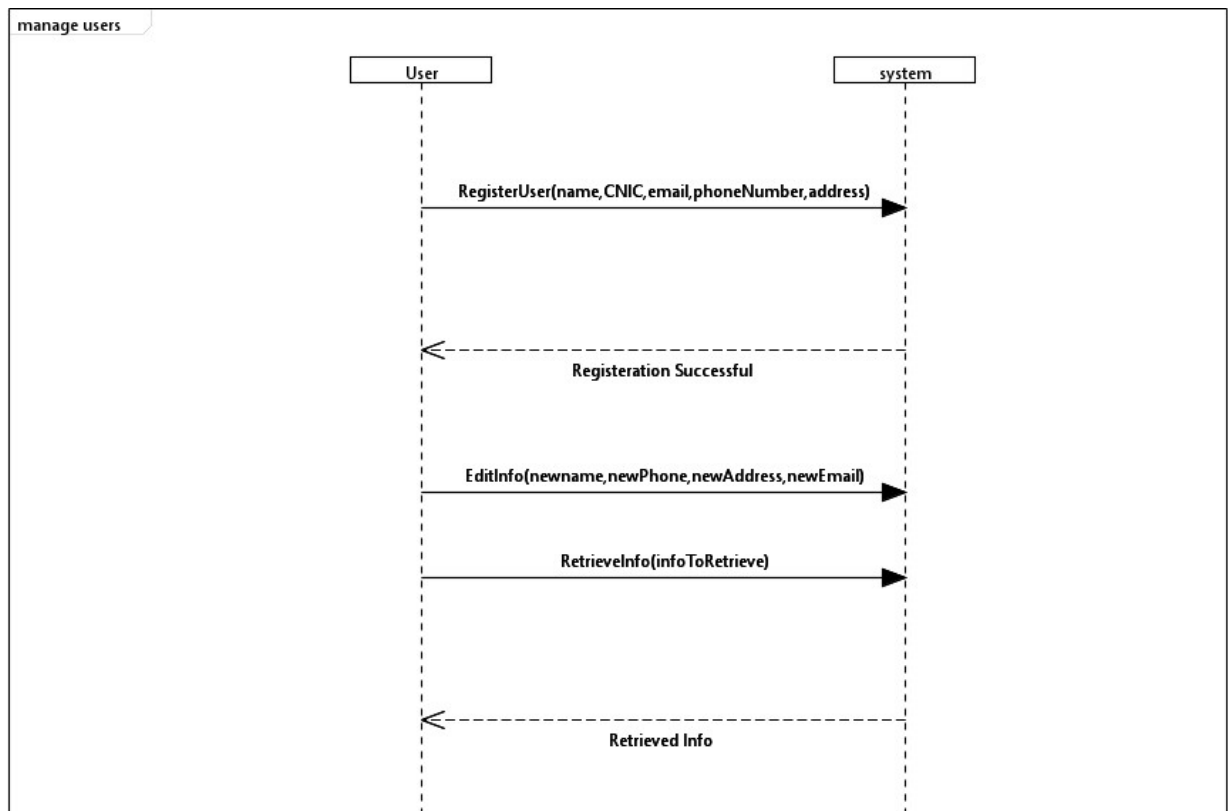 manage users
User
system
RegisterUser(name,CNIC,email,phoneNumber,address)
Registeration Successful
EditInfo(newname,newPhone,newAddress,newEmail)
RetrieveInfo(infoToRetrieve)
Retrieved Info